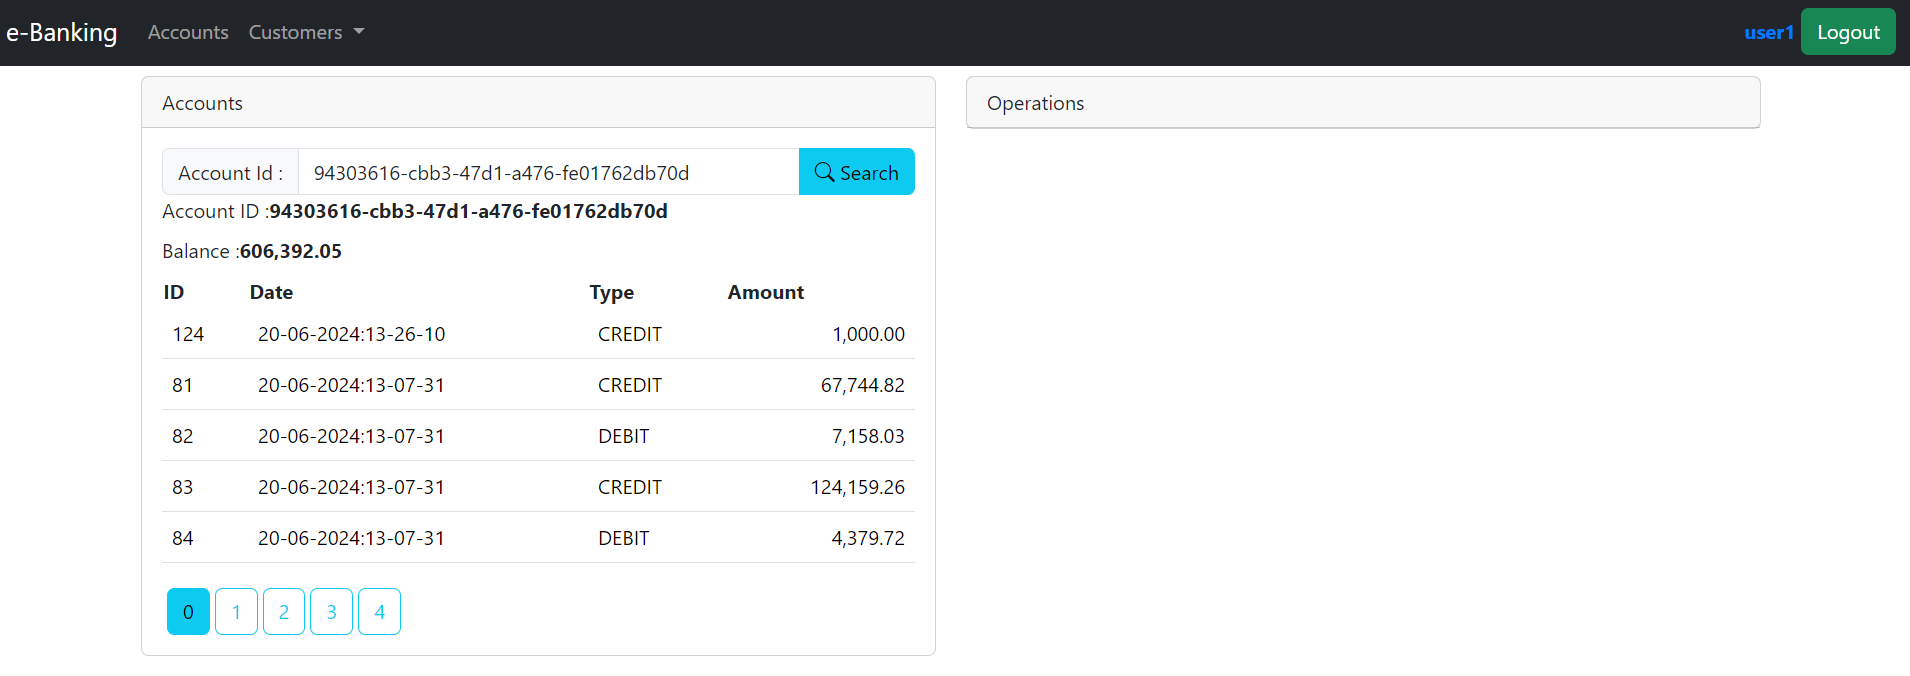 e-Banking Accounts Customers user1 Logout
Accounts
Account Id : 94303616-cbb3-47d1-a476-fe01762db70d Search
Account ID :94303616-cbb3-47d1-a476-fe01762db70d
Balance :606,392.05
ID Date Type Amount
124 20-06-2024:13-26-10 CREDIT 1,000.00
81 20-06-2024:13-07-31 CREDIT 67,744.82
82 20-06-2024:13-07-31 DEBIT 7,158.03
83 20-06-2024:13-07-31 CREDIT 124,159.26
84 20-06-2024:13-07-31 DEBIT 4,379.72
0 1 2 3 4
Operations